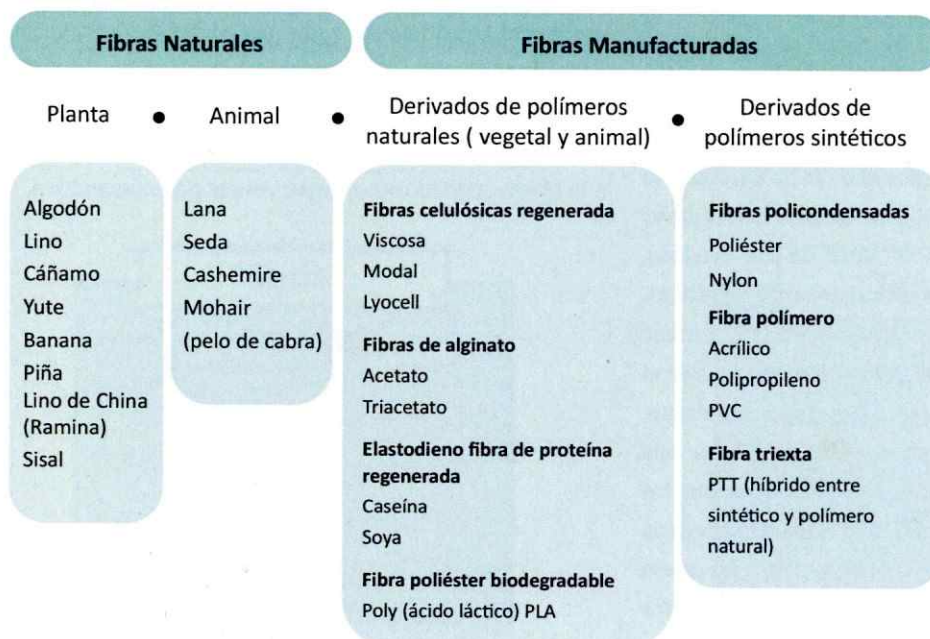 Fibras Naturales
Fibras Manufacturadas
Planta
Animal
Derivados de polímeros
naturales ( vegetal y animal)
Derivados de
polímeros sintéticos
Algodón
Lino
Cáñamo
Yute
Banana
Piña
Lino de China
(Ramina)
Sisal
Lana
Seda
Cashemire
Mohair
(pelo de cabra)
Fibras celulósicas regenerada
Viscosa
Modal
Lyocell
Fibras de alginato
Acetato
Triacetato
Elastodieno fibra de proteína
regenerada
Caseína
Soya
Fibra poliéster biodegradable
Poly (ácido láctico) PLA
Fibras policondensadas
Poliéster
Nylon
Fibra polímero
Acrílico
Polipropileno
PVC
Fibra triexta
PTT (híbrido entre
sintético y polímero
natural)